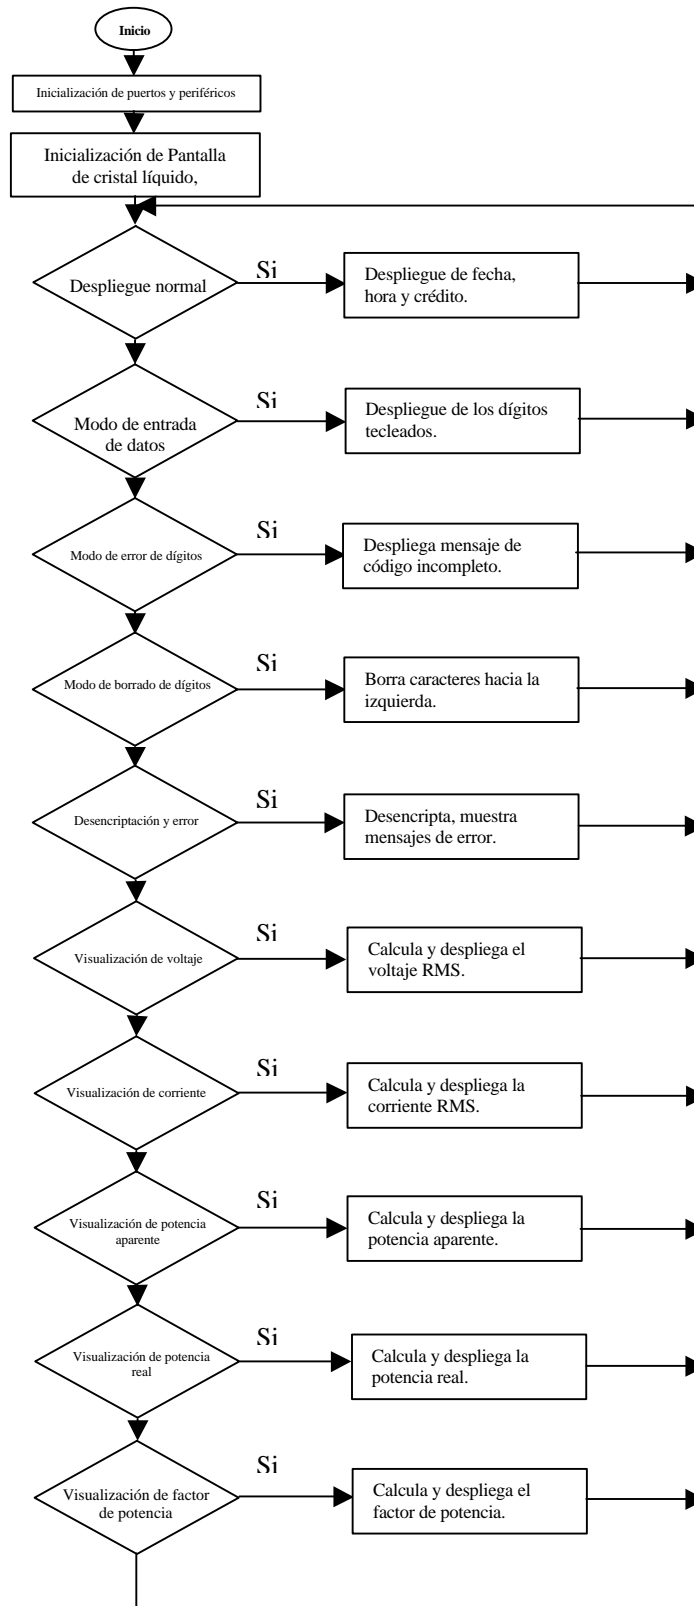 Inicio
Inicialización de puertos y periféricos
Inicialización de Pantalla
de cristal líquido,
Despliegue normal
Si
Despliegue de fecha,
hora y crédito.
Modo de entrada
de datos
Si
Despliegue de los dígitos
tecleados.
Modo de error de dígitos
Si
Despliega mensaje de
código incompleto.
Modo de borrado de dígitos
Si
Borra caracteres hacia la
izquierda.
Desencriptación y error
Si
Desencripta, muestra
mensajes de error.
Visualización de voltaje
Si
Calcula y despliega el
voltaje RMS.
Visualización de corriente
Si
Calcula y despliega la
corriente RMS.
Visualización de potencia
aparente
Si
Calcula y despliega la
potencia aparente.
Visualización de potencia
real
Si
Calcula y despliega la
potencia real.
Visualización de factor
de potencia
Si
Calcula y despliega el
factor de potencia.